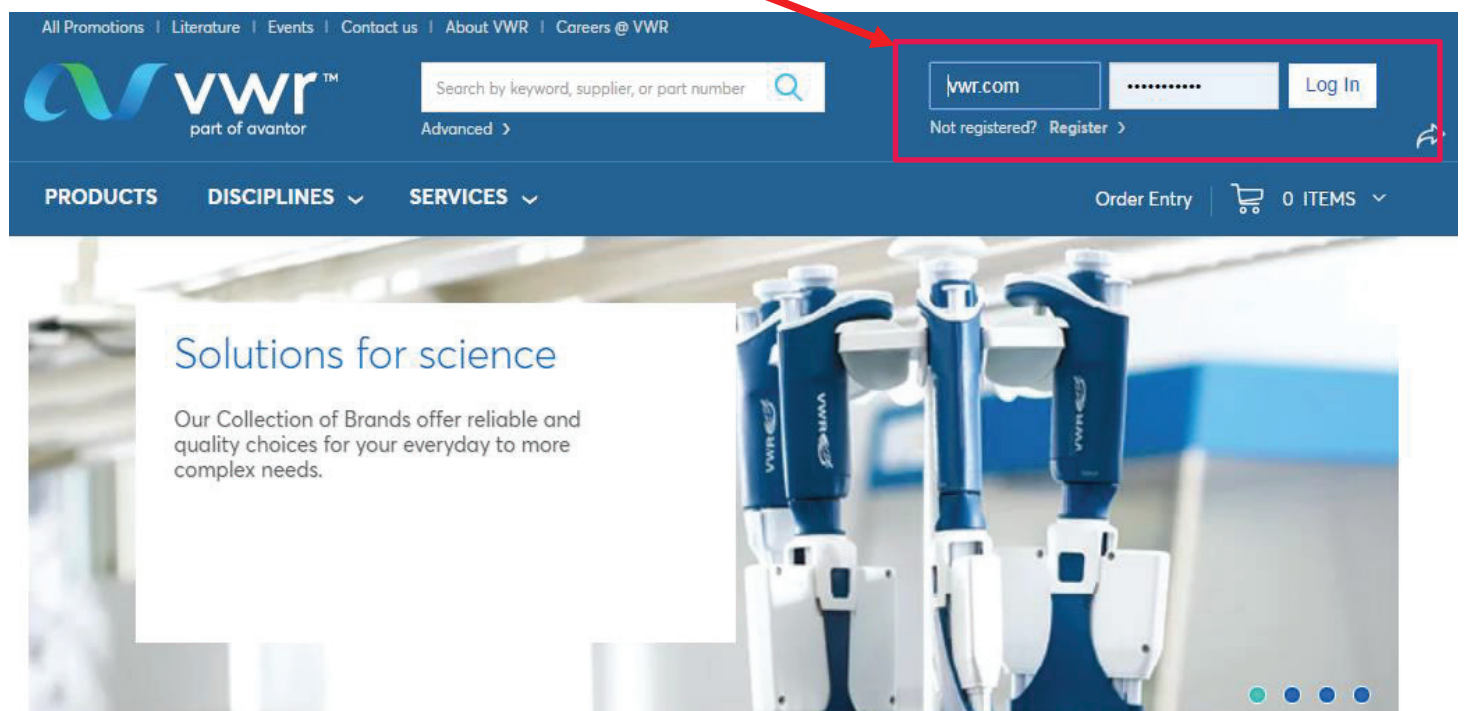 All Promotions | Literature | Events | Contact us | About VWR | Careers @ VWR
vwr™
part of avantor
Search by keyword, supplier, or part number
Advanced >
vwr.com
•••••••••••
Log In
Not registered? Register >
PRODUCTS DISCIPLINES SERVICES
Order Entry | 0 ITEMS
Solutions for science
Our Collection of Brands offer reliable and
quality choices for your everyday to more
complex needs.
VWR
VWR
VWR